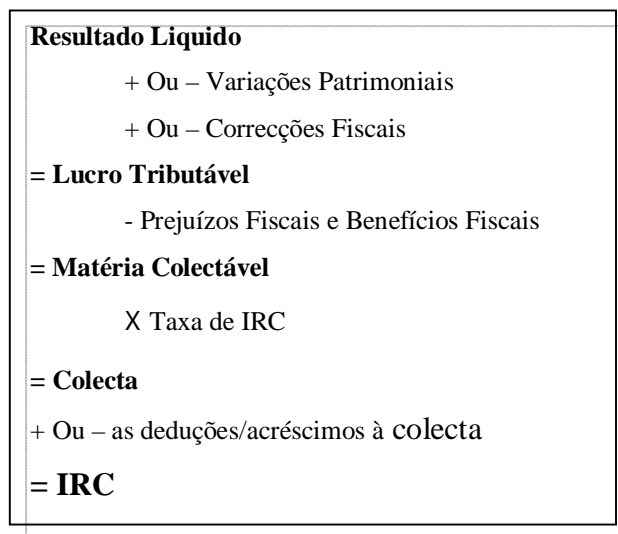 Resultado Liquido
+ Ou – Variações Patrimoniais
+ Ou – Correcções Fiscais
= Lucro Tributável
- Prejuízos Fiscais e Benefícios Fiscais
= Matéria Colectável
X Taxa de IRC
= Colecta
+ Ou – as deduções/acréscimos à colecta
= IRC